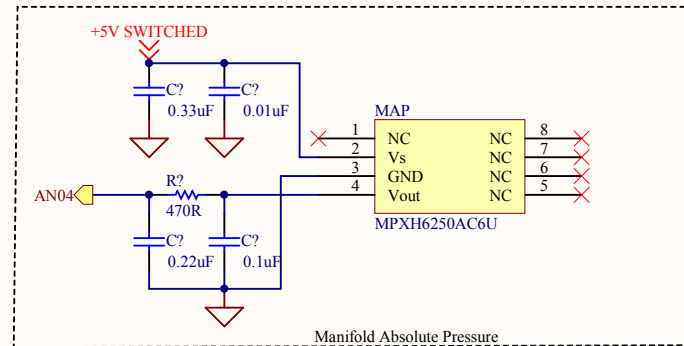 +5V SWITCHED
C?
0.33uF
C?
0.01uF
MAP
1 NC NC 8
2 Vs NC 7
3 GND NC 6
4 Vout NC 5
MPXH6250AC6U
AN04
R?
470R
C?
0.22uF
C?
0.1uF
Manifold Absolute Pressure